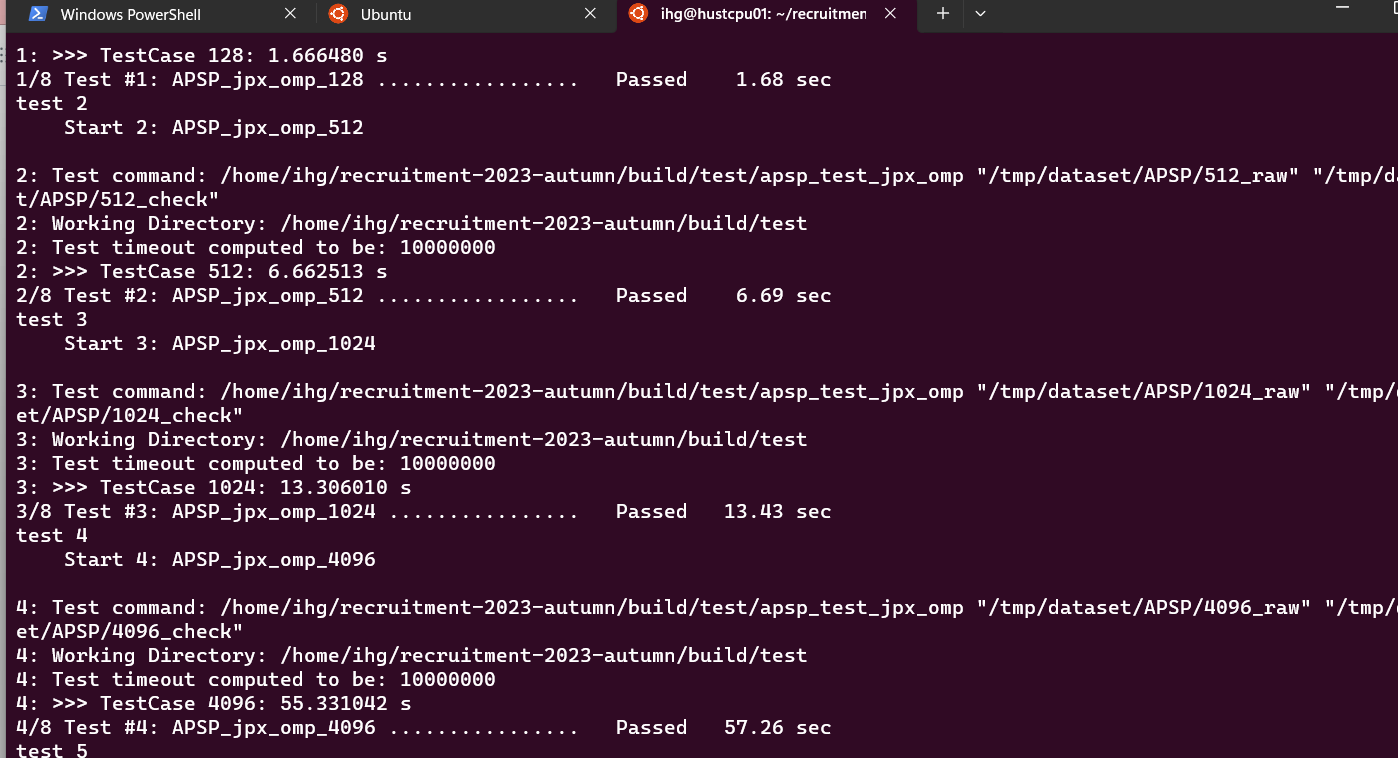 Windows PowerShell
Ubuntu
ihg@hustcpu01: ~/recruitmen
1: >>> TestCase 128: 1.666480 s
1/8 Test #1: APSP_jpx_omp_128 .................   Passed    1.68 sec
test 2
    Start 2: APSP_jpx_omp_512
2: Test command: /home/ihg/recruitment-2023-autumn/build/test/apsp_test_jpx_omp "/tmp/dataset/APSP/512_raw" "/tmp/da
t/APSP/512_check"
2: Working Directory: /home/ihg/recruitment-2023-autumn/build/test
2: Test timeout computed to be: 10000000
2: >>> TestCase 512: 6.662513 s
2/8 Test #2: APSP_jpx_omp_512 .................   Passed    6.69 sec
test 3
    Start 3: APSP_jpx_omp_1024
3: Test command: /home/ihg/recruitment-2023-autumn/build/test/apsp_test_jpx_omp "/tmp/dataset/APSP/1024_raw" "/tmp/
et/APSP/1024_check"
3: Working Directory: /home/ihg/recruitment-2023-autumn/build/test
3: Test timeout computed to be: 10000000
3: >>> TestCase 1024: 13.306010 s
3/8 Test #3: APSP_jpx_omp_1024 ................   Passed   13.43 sec
test 4
    Start 4: APSP_jpx_omp_4096
4: Test command: /home/ihg/recruitment-2023-autumn/build/test/apsp_test_jpx_omp "/tmp/dataset/APSP/4096_raw" "/tmp/
et/APSP/4096_check"
4: Working Directory: /home/ihg/recruitment-2023-autumn/build/test
4: Test timeout computed to be: 10000000
4: >>> TestCase 4096: 55.331042 s
4/8 Test #4: APSP_jpx_omp_4096 ................   Passed   57.26 sec
test 5